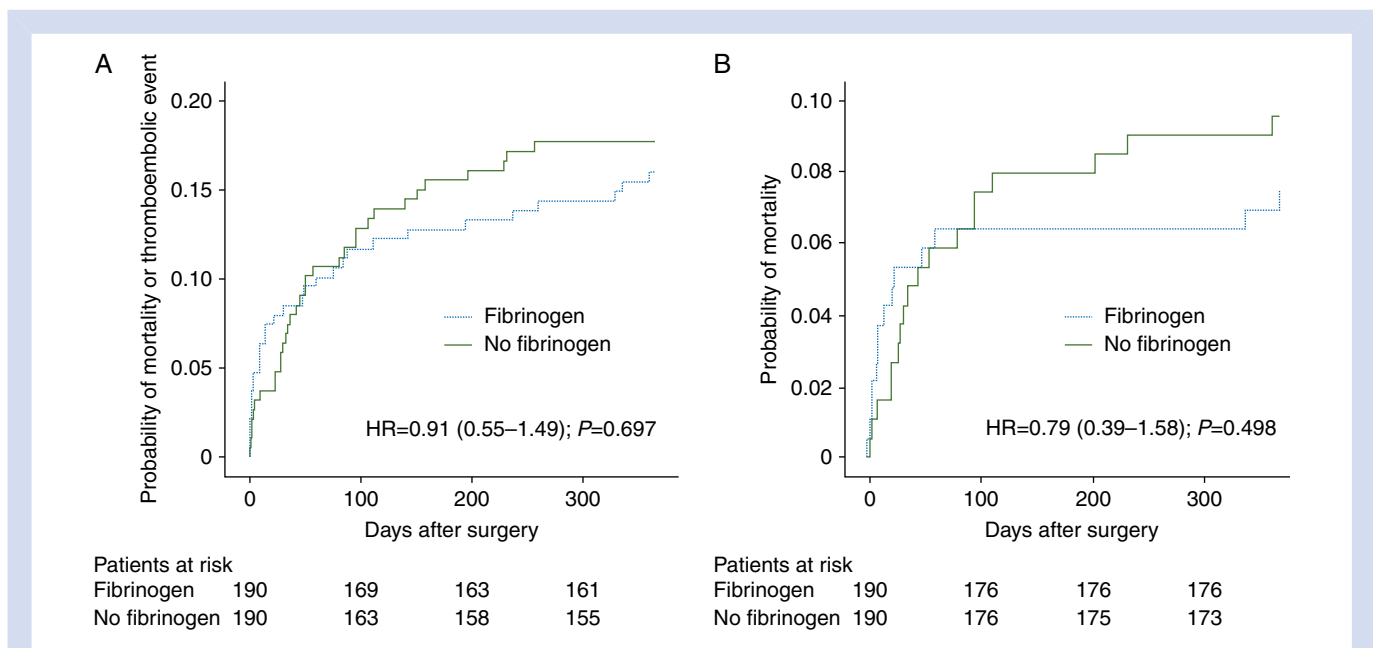 A
Probability of mortality or thromboembolic event
0.20
0.15
0.10
0.05
0
Fibrinogen
No fibrinogen
HR=0.91 (0.55–1.49); P=0.697
0 100 200 300
Days after surgery
Patients at risk
Fibrinogen 190 169 163 161
No fibrinogen 190 163 158 155
B
Probability of mortality
0.10
0.08
0.06
0.04
0.02
0
Fibrinogen
No fibrinogen
HR=0.79 (0.39–1.58); P=0.498
0 100 200 300
Days after surgery
Patients at risk
Fibrinogen 190 176 176 176
No fibrinogen 190 176 175 173